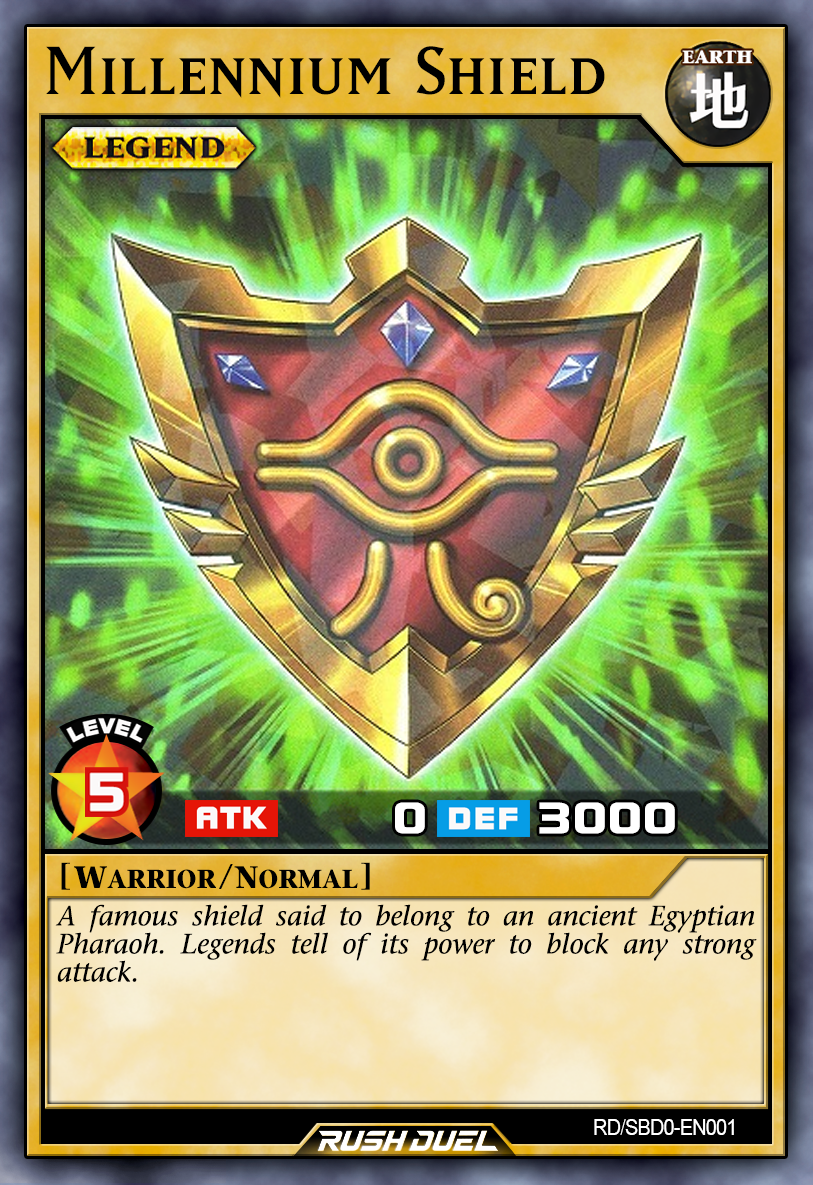 Millennium Shield
EARTH
地
LEGEND
LEVEL
5
ATK 0 DEF 3000
[Warrior/Normal]
A famous shield said to belong to an ancient Egyptian
Pharaoh. Legends tell of its power to block any strong
attack.
RD/SBD0-EN001
RUSH DUEL